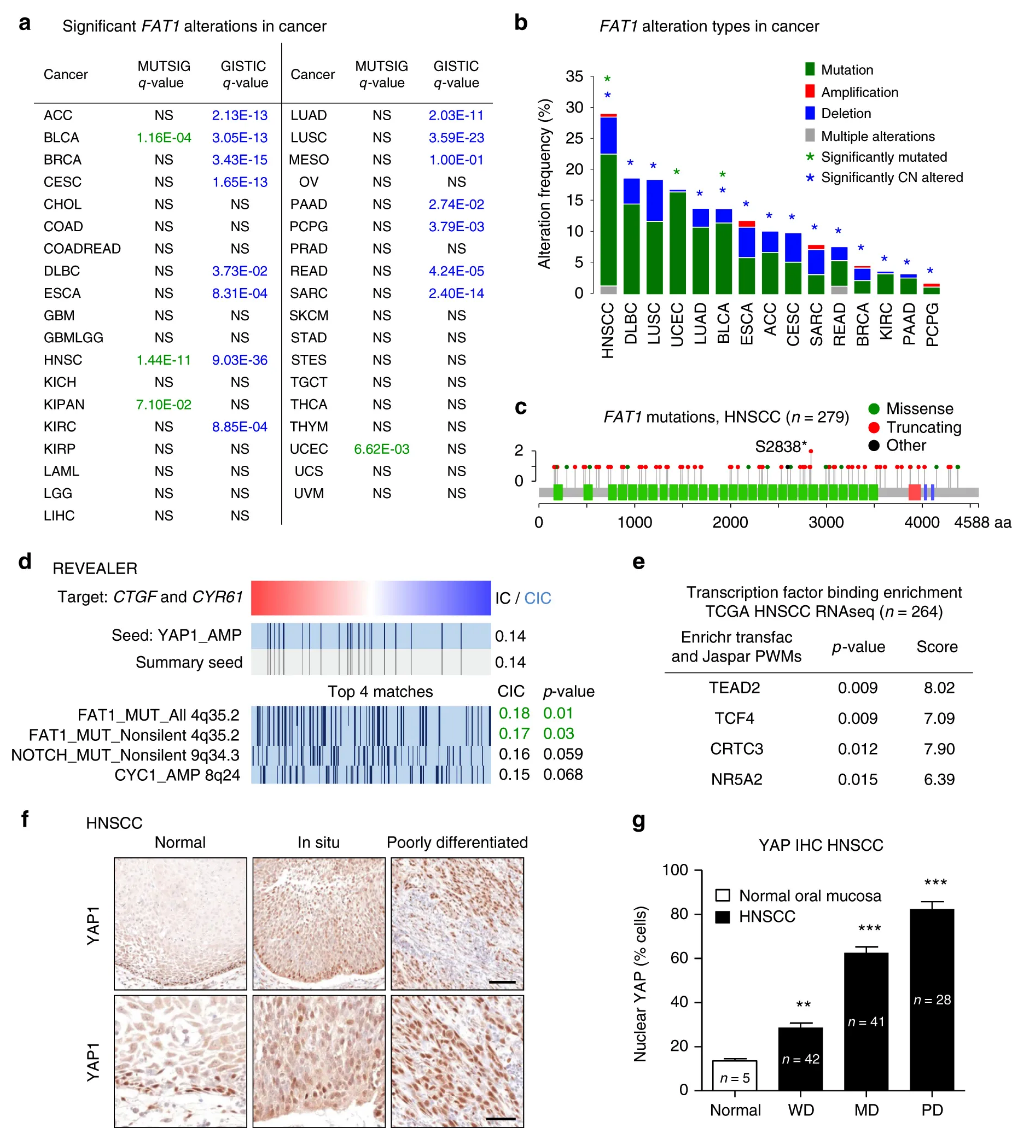 a
Significant FAT1 alterations in cancer
Cancer MUTSIG q-value GISTIC q-value Cancer MUTSIG q-value GISTIC q-value
ACC NS 2.13E-13 LUAD NS 2.03E-11
BLCA 1.16E-04 3.05E-13 LUSC NS 3.59E-23
BRCA NS 3.43E-15 MESO NS 1.00E-01
CESC NS 1.65E-13 OV NS NS
CHOL NS NS PAAD NS 2.74E-02
COAD NS NS PCPG NS 3.79E-03
COADREAD NS NS PRAD NS NS
DLBC NS 3.73E-02 READ NS 4.24E-05
ESCA NS 8.31E-04 SARC NS 2.40E-14
GBM NS NS SKCM NS NS
GBMLGG NS NS STAD NS NS
HNSC 1.44E-11 9.03E-36 STES NS NS
KICH NS NS TGCT NS NS
KIPAN 7.10E-02 NS THCA NS NS
KIRC NS 8.85E-04 THYM NS NS
KIRP NS NS UCEC 6.62E-03 NS
LAML NS NS UCS NS NS
LGG NS NS UVM NS NS
LIHC NS NS
b
FAT1 alteration types in cancer
Alteration frequency (%)
35
30
25
20
15
10
5
0
Mutation
Amplification
Deletion
Multiple alterations
* Significantly mutated
* Significantly CN altered
HNSCC DLBC LUSC UCEC LUAD BLCA ESCA ACC CESC SARC READ BRCA KIRC PAAD PCPG
c
FAT1 mutations, HNSCC (n = 279)
Missense
Truncating
Other
S2838*
2
0
0 1000 2000 3000 4000 4588 aa
d
REVEALER
Target: CTGF and CYR61 IC / CIC
Seed: YAP1_AMP 0.14
Summary seed 0.14
Top 4 matches CIC p-value
FAT1_MUT_All 4q35.2 0.18 0.01
FAT1_MUT_Nonsilent 4q35.2 0.17 0.03
NOTCH_MUT_Nonsilent 9q34.3 0.16 0.059
CYC1_AMP 8q24 0.15 0.068
e
Transcription factor binding enrichment
TCGA HNSCC RNAseq (n = 264)
Enrichr transfac and Jaspar PWMs p-value Score
TEAD2 0.009 8.02
TCF4 0.009 7.09
CRTC3 0.012 7.90
NR5A2 0.015 6.39
f
HNSCC
Normal In situ Poorly differentiated
YAP1
YAP1
g
YAP IHC HNSCC
Nuclear YAP (% cells)
100
80
60
40
20
0
Normal oral mucosa
HNSCC
**
***
***
n = 5
n = 42
n = 41
n = 28
Normal WD MD PD